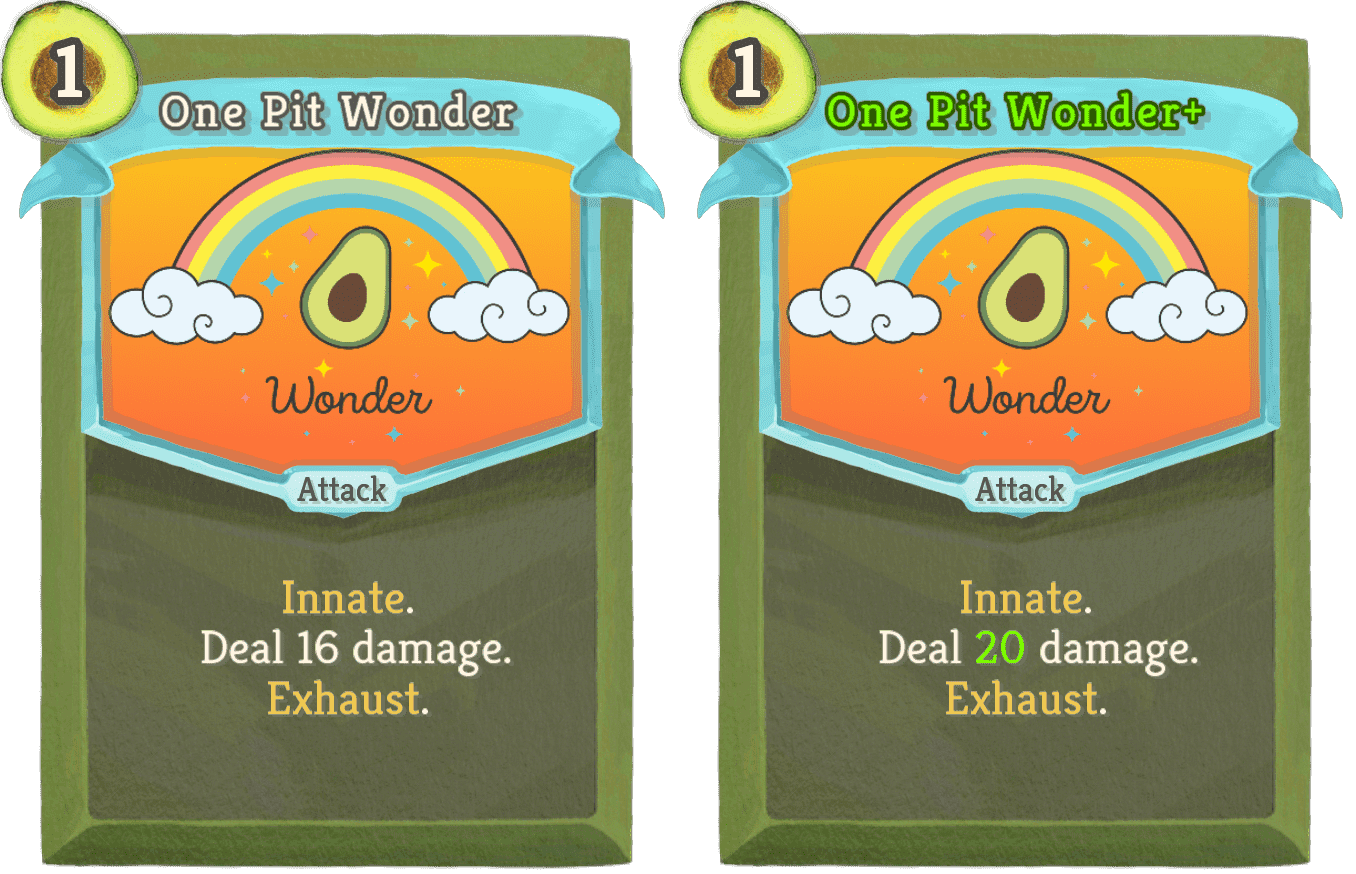 1
One Pit Wonder
Wonder
Attack
Innate.
Deal 16 damage.
Exhaust.
1
One Pit Wonder+
Wonder
Attack
Innate.
Deal 20 damage.
Exhaust.